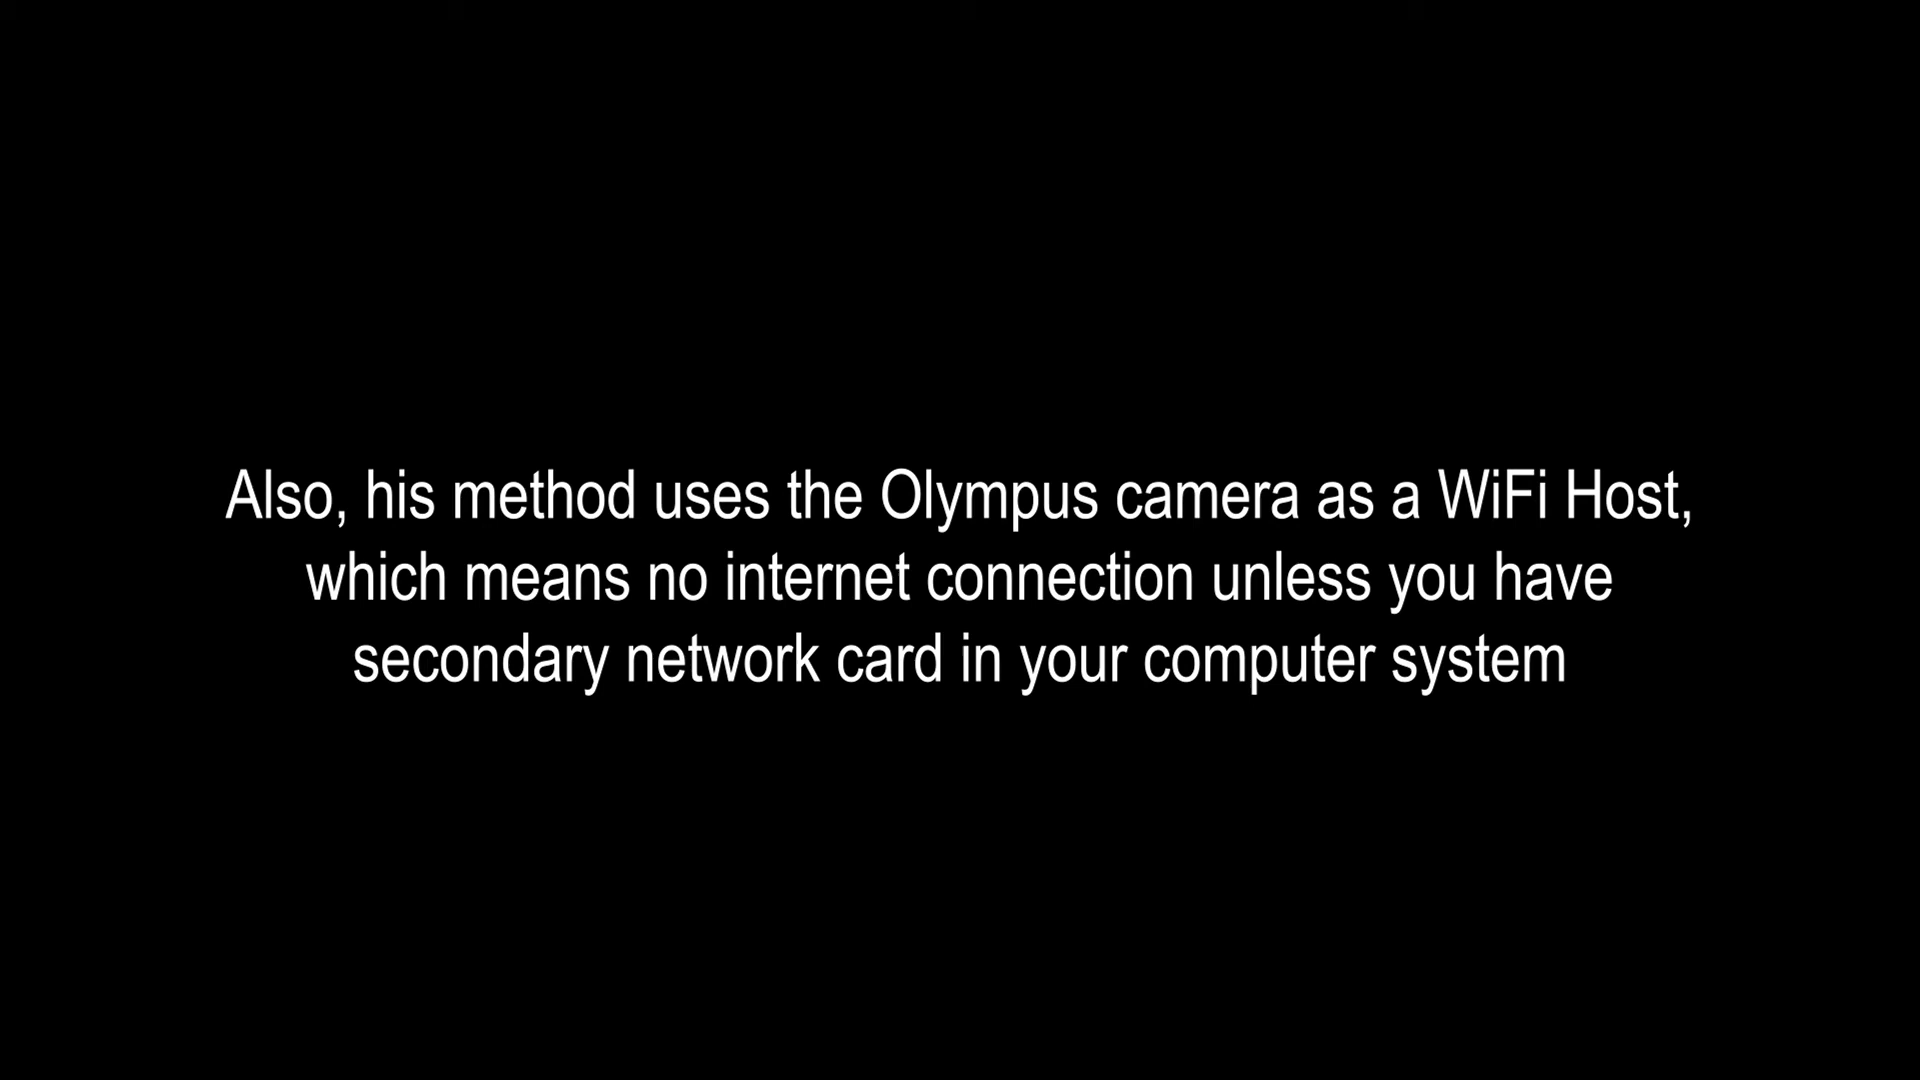 Also, his method uses the Olympus camera as a WiFi Host,
which means no internet connection unless you have
secondary network card in your computer system